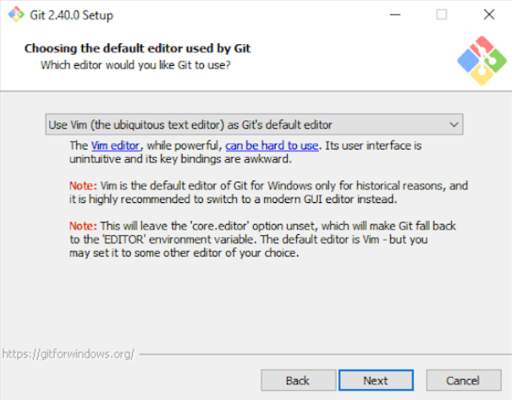 Git 2.40.0 Setup
Choosing the default editor used by Git
Which editor would you like Git to use?
Use Vim (the ubiquitous text editor) as Git's default editor
The Vim editor, while powerful, can be hard to use. Its user interface is
unintuitive and its key bindings are awkward.
Note: Vim is the default editor of Git for Windows only for historical reasons, and
it is highly recommended to switch to a modern GUI editor instead.
Note: This will leave the 'core.editor' option unset, which will make Git fall back
to the 'EDITOR' environment variable. The default editor is Vim - but you
may set it to some other editor of your choice.
https://gitforwindows.org/
Back Next Cancel